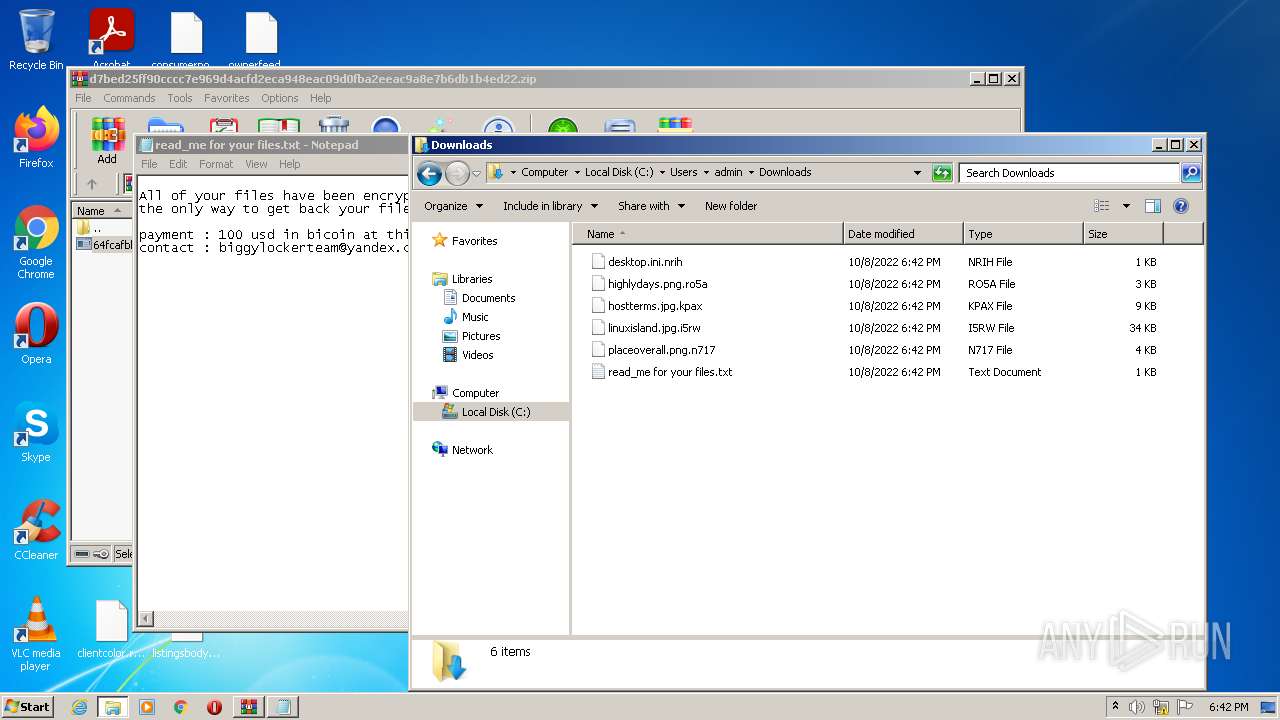 Recycle Bin
Acrobat
Firefox
Google
Chrome
Opera
Skype
CCleaner
VLC media
player
clientcolor.r...
listingsbody...
d7bed25ff90cccc7e969d4acfd2eca948eac09d0fba2eeac9a8e7b6db1b4ed22.zip
File Commands Tools Favorites Options Help
Add
Name
..
64fcafb
Sele
read_me for your files.txt - Notepad
File Edit Format View Help
All of your files have been encryp
the only way to get back your file
payment : 100 usd in bicoin at thi
contact : biggylockerteam@yandex.c
Downloads
Computer Local Disk (C:) Users admin Downloads
Search Downloads
Organize Include in library Share with New folder
Favorites
Libraries
Documents
Music
Pictures
Videos
Computer
Local Disk (C:)
Network
Name Date modified Type Size
desktop.ini.nrih 10/8/2022 6:42 PM NRIH File 1 KB
highlydays.png.ro5a 10/8/2022 6:42 PM RO5A File 3 KB
hostterms.jpg.kpax 10/8/2022 6:42 PM KPAX File 9 KB
linuxisland.jpg.i5rw 10/8/2022 6:42 PM I5RW File 34 KB
placeoverall.png.n717 10/8/2022 6:42 PM N717 File 4 KB
read_me for your files.txt 10/8/2022 6:42 PM Text Document 1 KB
6 items
ANY RUN
Start
6:42 PM